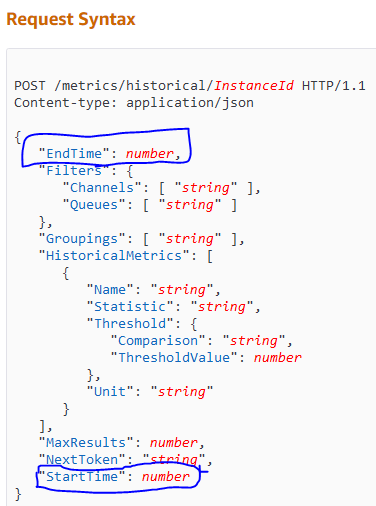 Request Syntax
POST /metrics/historical/InstanceId HTTP/1.1
Content-type: application/json
{
"EndTime": number,
"Filters": {
"Channels": [ "string" ],
"Queues": [ "string" ]
},
"Groupings": [ "string" ],
"HistoricalMetrics": [
{
"Name": "string",
"Statistic": "string",
"Threshold": {
"Comparison": "string",
"ThresholdValue": number
},
"Unit": "string"
}
],
"MaxResults": number,
"NextToken": "string",
"StartTime": number
}